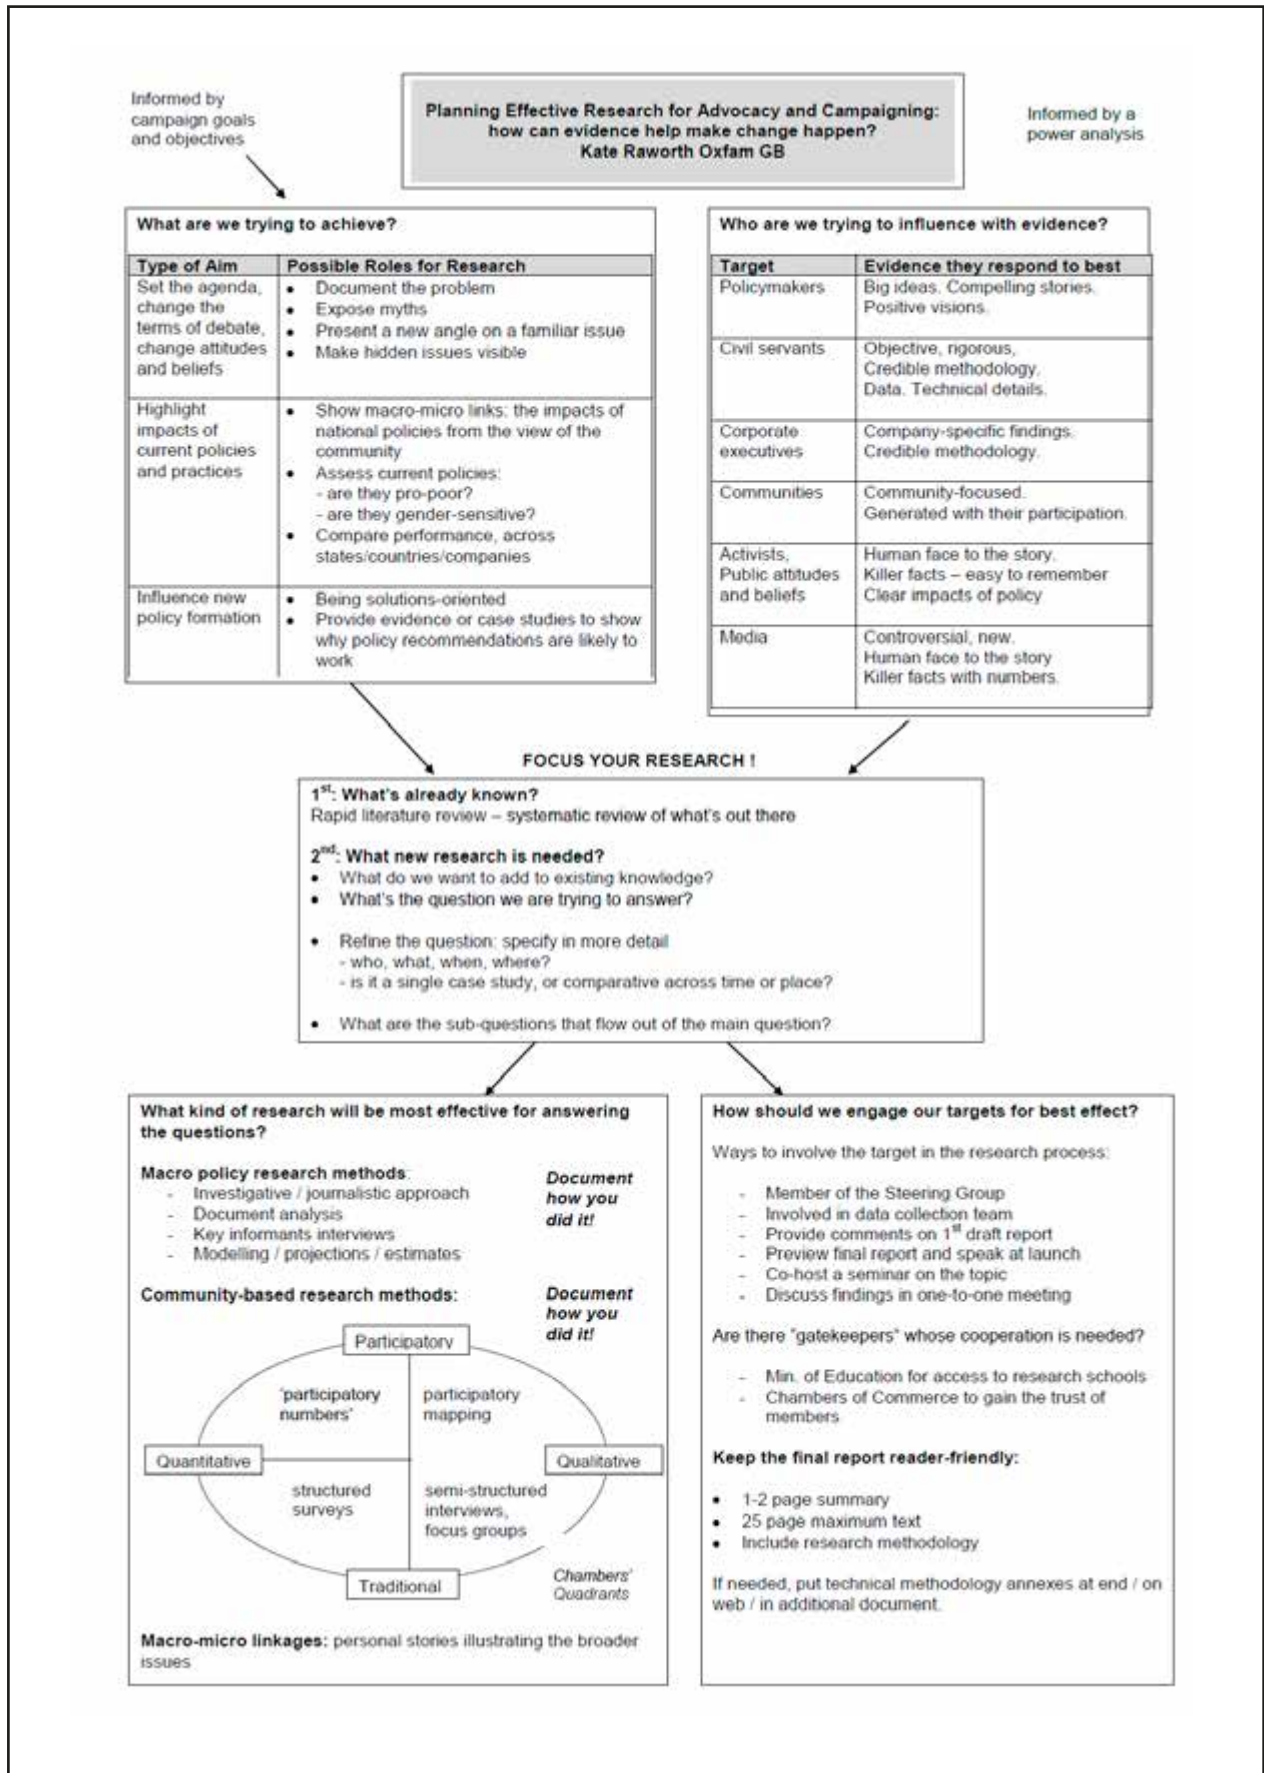 Informed by
campaign goals
and objectives
Planning Effective Research for Advocacy and Campaigning:
how can evidence help make change happen?
Kate Raworth Oxfam GB
Informed by a
power analysis
What are we trying to achieve?
Type of Aim Possible Roles for Research
Set the agenda,
change the
terms of debate,
change attitudes
and beliefs
• Document the problem
• Expose myths
• Present a new angle on a familiar issue
• Make hidden issues visible
Highlight
impacts of
current policies
and practices
• Show macro-micro links: the impacts of
national policies from the view of the
community
• Assess current policies:
- are they pro-poor?
- are they gender-sensitive?
• Compare performance, across
states/countries/companies
Influence new
policy formation
• Being solutions-oriented
• Provide evidence or case studies to show
why policy recommendations are likely to
work
Who are we trying to influence with evidence?
Target Evidence they respond to best
Policymakers
Big ideas. Compelling stories.
Positive visions.
Civil servants
Objective, rigorous,
Credible methodology.
Data. Technical details.
Corporate
executives
Company-specific findings.
Credible methodology.
Communities
Community-focused.
Generated with their participation.
Activists,
Public attitudes
and beliefs
Human face to the story.
Killer facts – easy to remember
Clear impacts of policy
Media
Controversial, new.
Human face to the story
Killer facts with numbers.
FOCUS YOUR RESEARCH !
1st: What's already known?
Rapid literature review – systematic review of what's out there
2nd: What new research is needed?
• What do we want to add to existing knowledge?
• What's the question we are trying to answer?
• Refine the question: specify in more detail
- who, what, when, where?
- is it a single case study, or comparative across time or place?
• What are the sub-questions that flow out of the main question?
What kind of research will be most effective for answering
the questions?
Macro policy research methods:
- Investigative / journalistic approach
- Document analysis
- Key informants interviews
- Modelling / projections / estimates
Document
how you
did it!
Community-based research methods:
Document
how you
did it!
Participatory
'participatory
numbers'
participatory
mapping
Quantitative
Qualitative
structured
surveys
semi-structured
interviews,
focus groups
Traditional
Chambers'
Quadrants
Macro-micro linkages: personal stories illustrating the broader
issues
How should we engage our targets for best effect?
Ways to involve the target in the research process:
- Member of the Steering Group
- Involved in data collection team
- Provide comments on 1st draft report
- Preview final report and speak at launch
- Co-host a seminar on the topic
- Discuss findings in one-to-one meeting
Are there "gatekeepers" whose cooperation is needed?
- Min. of Education for access to research schools
- Chambers of Commerce to gain the trust of
members
Keep the final report reader-friendly:
• 1-2 page summary
• 25 page maximum text
• Include research methodology
If needed, put technical methodology annexes at end / on
web / in additional document.